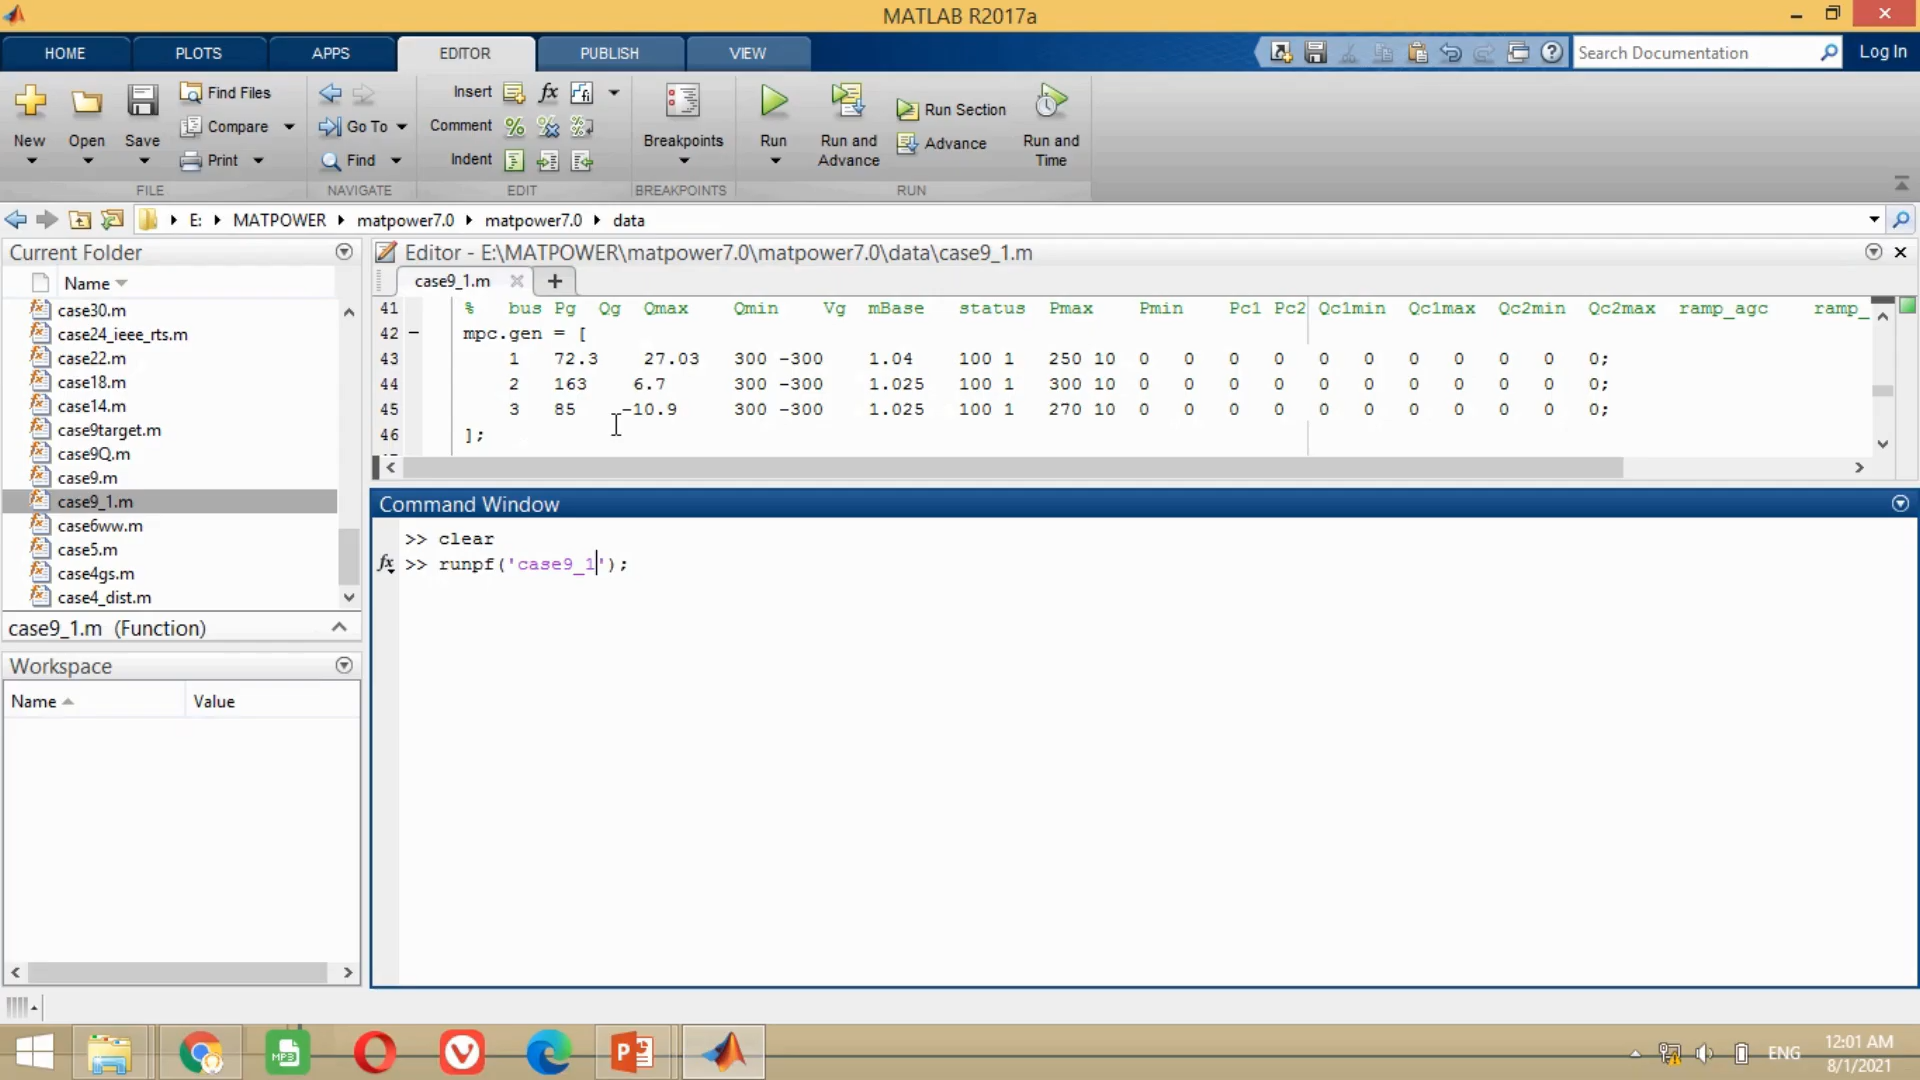 MATLAB R2017a
HOME PLOTS APPS EDITOR PUBLISH VIEW
Search Documentation Log In
New Open Save Find Files Compare Print
Go To Find
Insert fx
Comment %
Indent
Breakpoints
Run Run and Advance Run Section Advance Run and Time
FILE NAVIGATE EDIT BREAKPOINTS RUN
E: MATPOWER matpower7.0 matpower7.0 data
Current Folder
Name
case30.m
case24_ieee_rts.m
case22.m
case18.m
case14.m
case9target.m
case9Q.m
case9.m
case9_1.m
case6ww.m
case5.m
case4gs.m
case4_dist.m
case9_1.m (Function)
Workspace
Name Value
Editor - E:\MATPOWER\matpower7.0\matpower7.0\data\case9_1.m
case9_1.m +
41 % bus Pg Qg Qmax Qmin Vg mBase status Pmax Pmin Pc1 Pc2 Qc1min Qc1max Qc2min Qc2max ramp_agc ramp_
42 mpc.gen = [
43 1 72.3 27.03 300 -300 1.04 100 1 250 10 0 0 0 0 0 0 0 0 0 0 0;
44 2 163 6.7 300 -300 1.025 100 1 300 10 0 0 0 0 0 0 0 0 0 0 0;
45 3 85 -10.9 300 -300 1.025 100 1 270 10 0 0 0 0 0 0 0 0 0 0 0;
46 ];
Command Window
>> clear
fx >> runpf('case9_1');
MP3
P
ENG
12:01 AM
8/1/2021